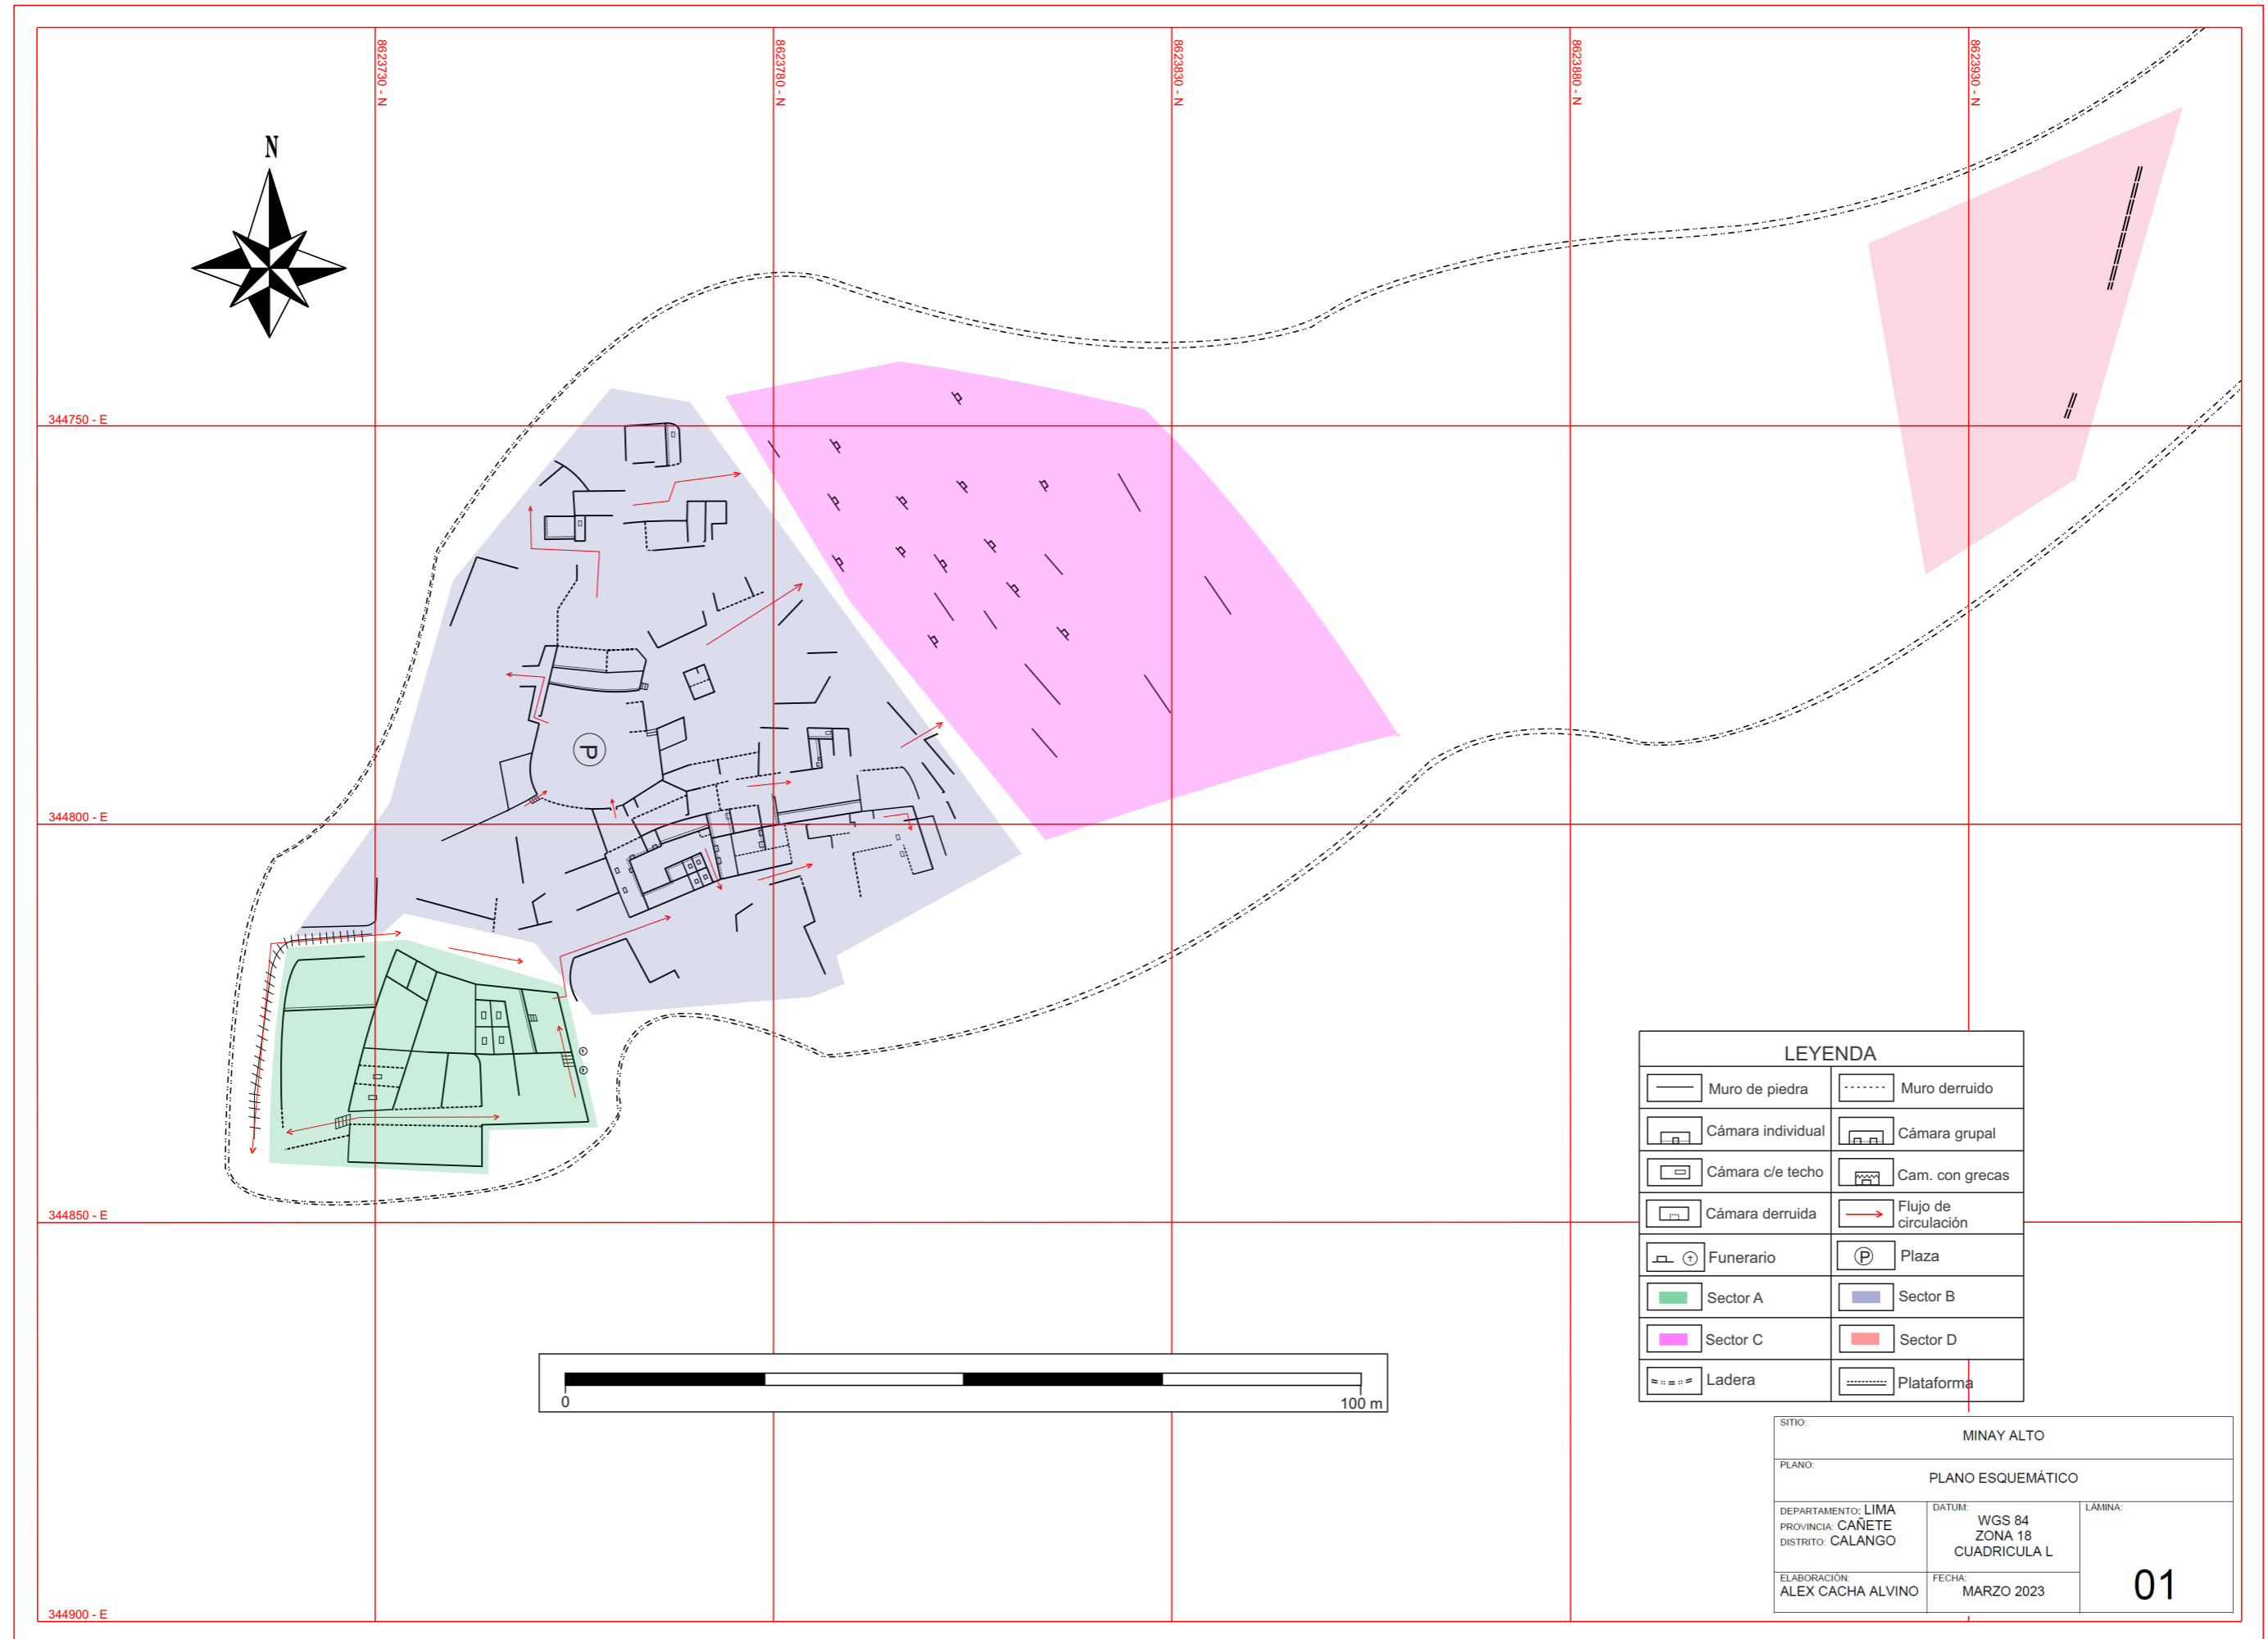 8623730 - N
8623780 - N
8623830 - N
8623880 - N
8623930 - N
N
344750 - E
P
344800 - E
344850 - E
344900 - E
0
100 m
LEYENDA
Muro de piedra
Muro derruido
Cámara individual
Cámara grupal
Cámara c/e techo
Cam. con grecas
Cámara derruida
Flujo de
circulación
Funerario
P
Plaza
Sector A
Sector B
Sector C
Sector D
Ladera
Plataforma
SITIO:
MINAY ALTO
PLANO:
PLANO ESQUEMÁTICO
DEPARTAMENTO: LIMA
PROVINCIA: CAÑETE
DISTRITO: CALANGO
DATUM:
WGS 84
ZONA 18
CUADRICULA L
LÁMINA:
01
ELABORACIÓN:
ALEX CACHA ALVINO
FECHA:
MARZO 2023